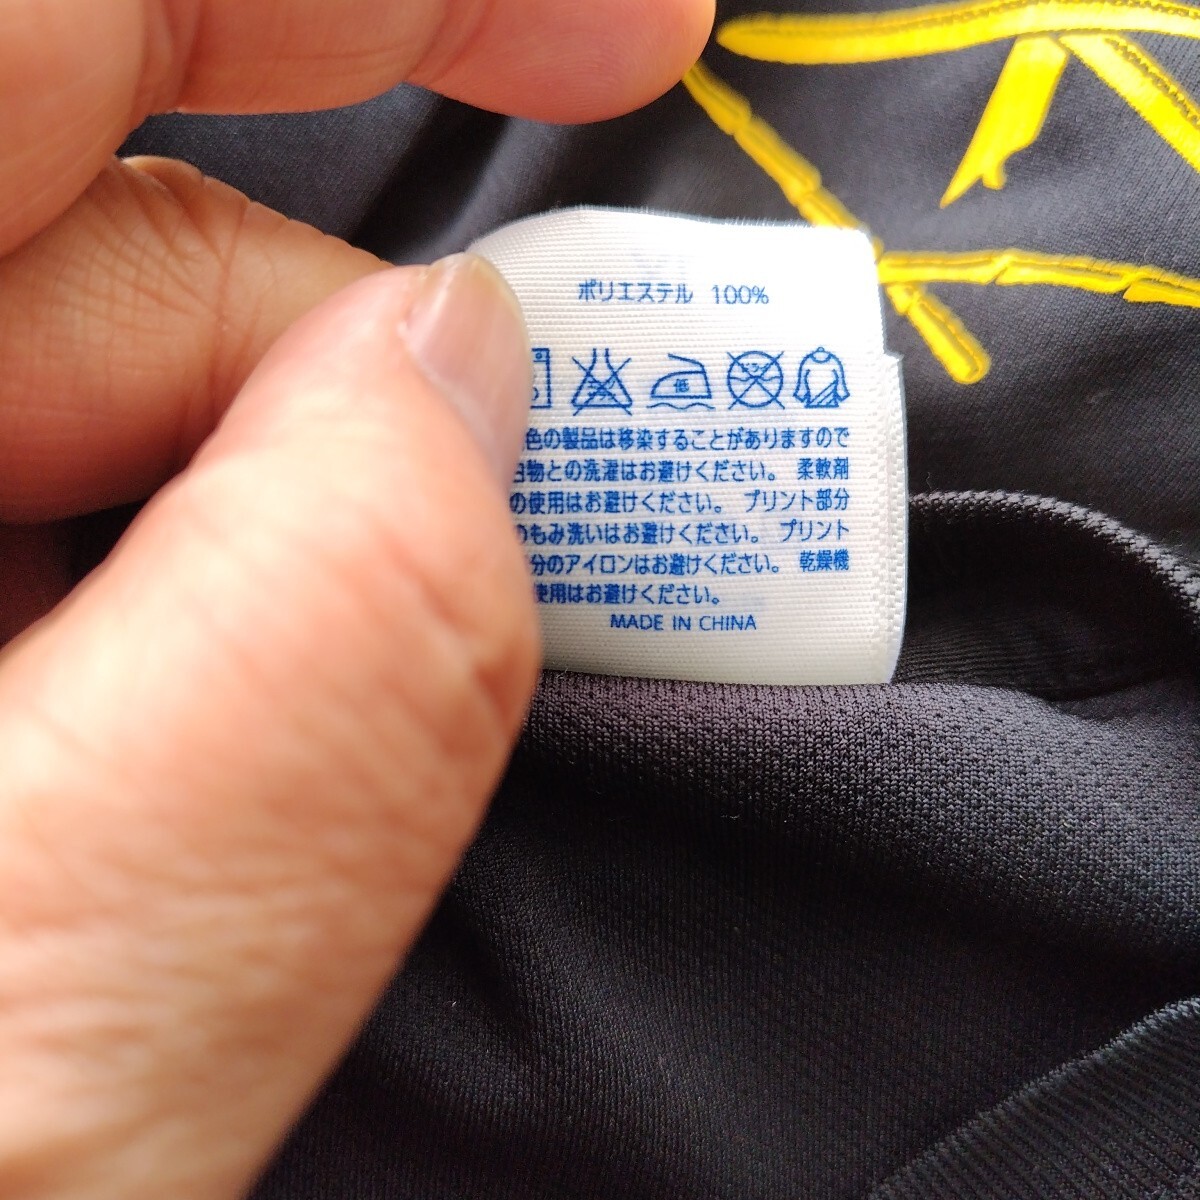 ポリエステル 100%
低
色の製品は移染することがありますので
白物との洗濯はお避けください。 柔軟剤
の使用はお避けください。 プリント部分
のもみ洗いはお避けください。 プリント
分のアイロンはお避けください。 乾燥機
使用はお避けください。
MADE IN CHINA